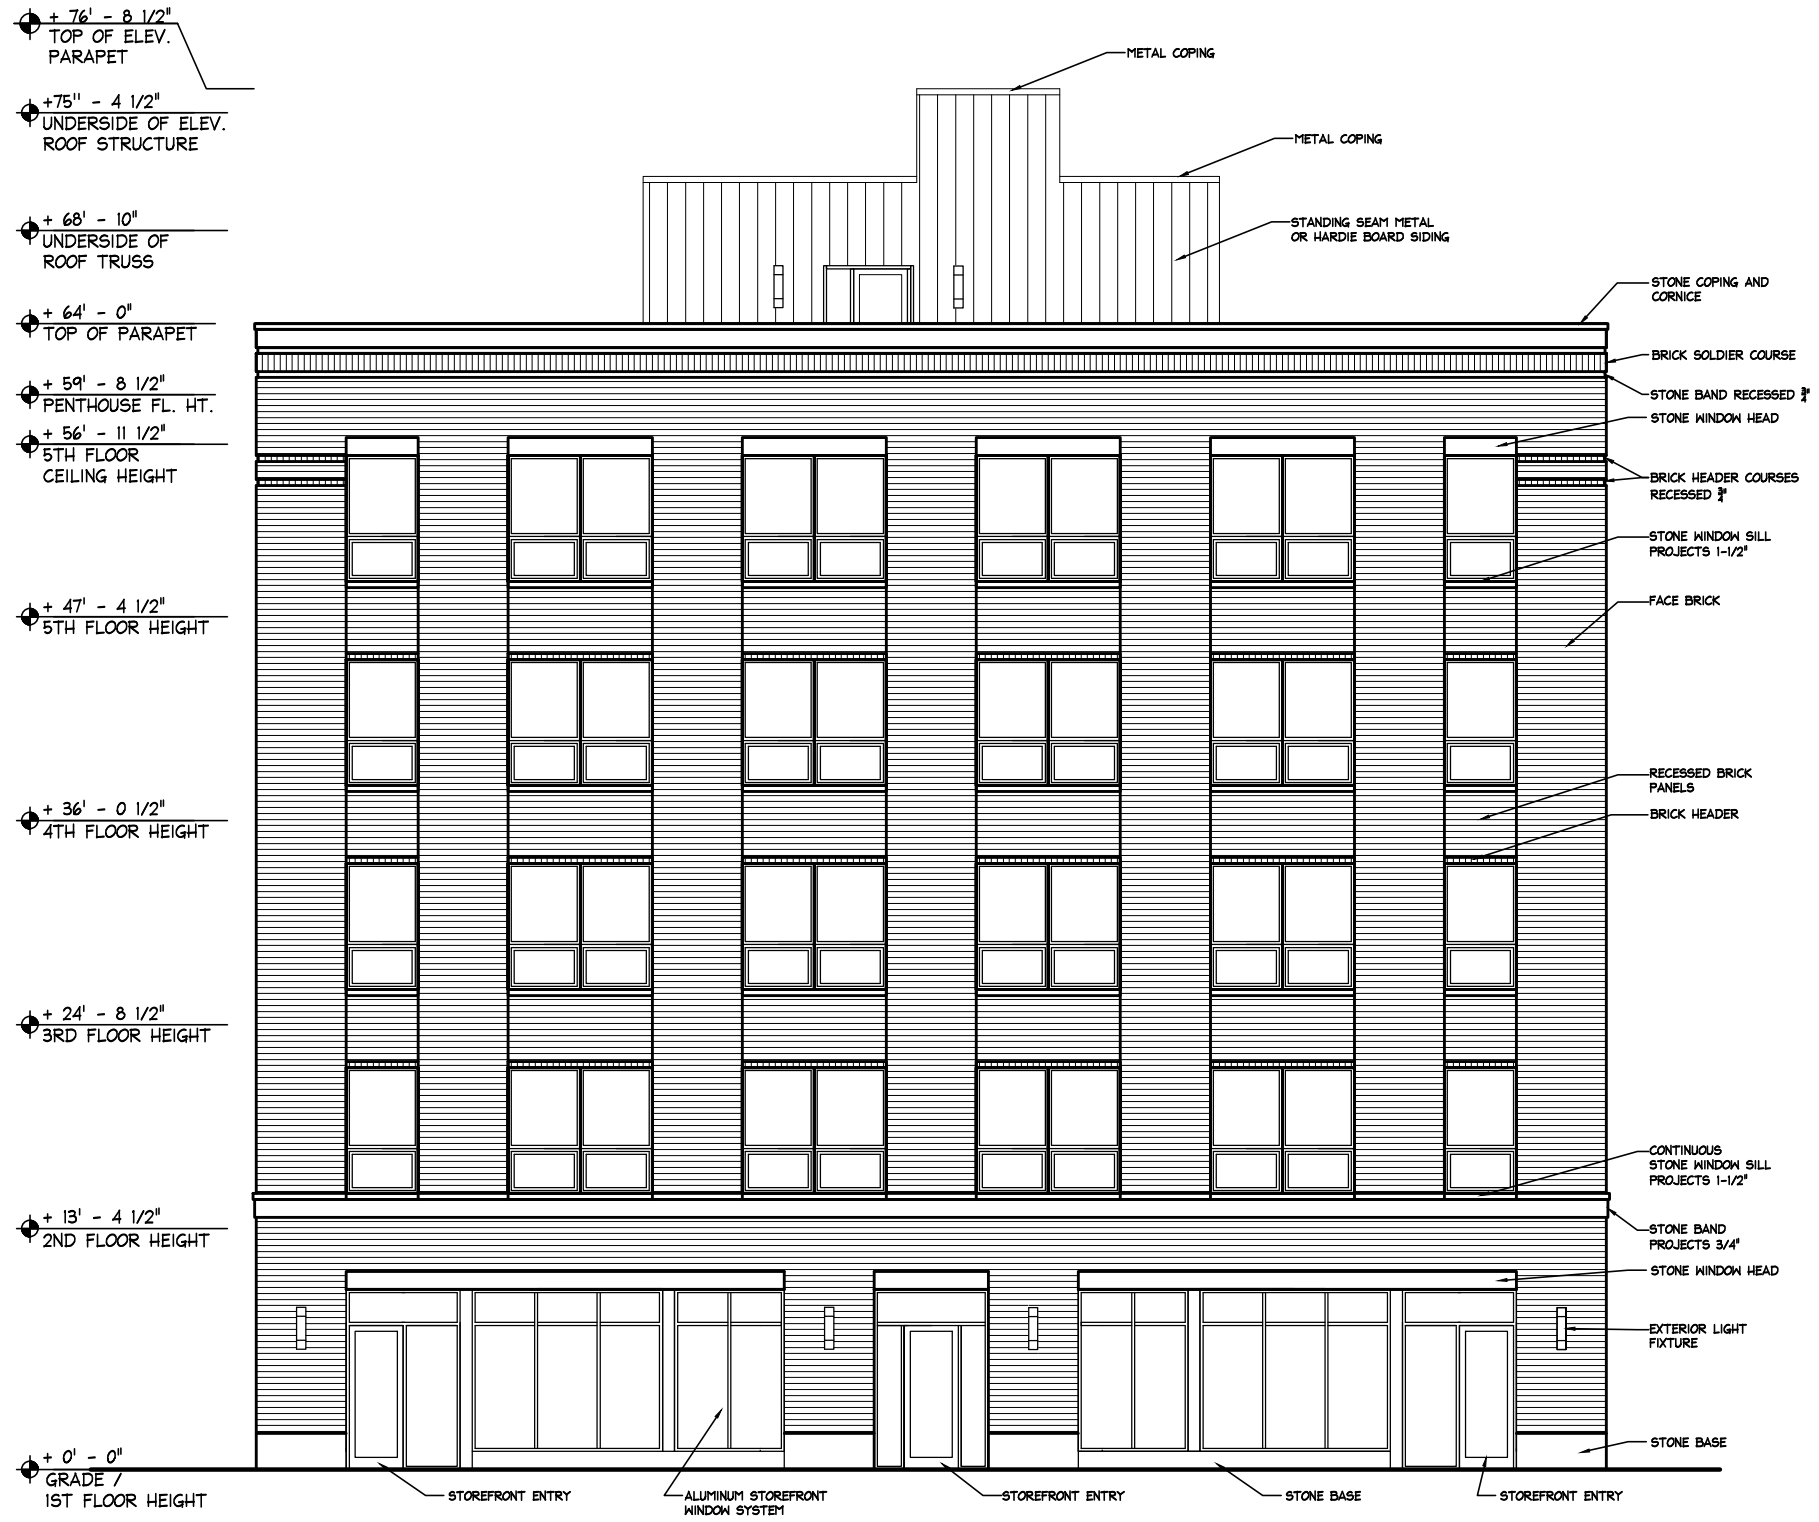 + 76' - 8 1/2"
TOP OF ELEV.
PARAPET
+75'' - 4 1/2"
UNDERSIDE OF ELEV.
ROOF STRUCTURE
+ 68' - 10"
UNDERSIDE OF
ROOF TRUSS
+ 64' - 0"
TOP OF PARAPET
+ 59' - 8 1/2"
PENTHOUSE FL. HT.
+ 56' - 11 1/2"
5TH FLOOR
CEILING HEIGHT
+ 47' - 4 1/2"
5TH FLOOR HEIGHT
+ 36' - 0 1/2"
4TH FLOOR HEIGHT
+ 24' - 8 1/2"
3RD FLOOR HEIGHT
+ 13' - 4 1/2"
2ND FLOOR HEIGHT
+ 0' - 0"
GRADE /
1ST FLOOR HEIGHT
METAL COPING
METAL COPING
STANDING SEAM METAL
OR HARDIE BOARD SIDING
STONE COPING AND
CORNICE
BRICK SOLDIER COURSE
STONE BAND RECESSED 3/4"
STONE WINDOW HEAD
BRICK HEADER COURSES
RECESSED 3/4"
STONE WINDOW SILL
PROJECTS 1-1/2"
FACE BRICK
RECESSED BRICK
PANELS
BRICK HEADER
CONTINUOUS
STONE WINDOW SILL
PROJECTS 1-1/2"
STONE BAND
PROJECTS 3/4"
STONE WINDOW HEAD
EXTERIOR LIGHT
FIXTURE
STONE BASE
STOREFRONT ENTRY
ALUMINUM STOREFRONT
WINDOW SYSTEM
STOREFRONT ENTRY
STONE BASE
STOREFRONT ENTRY